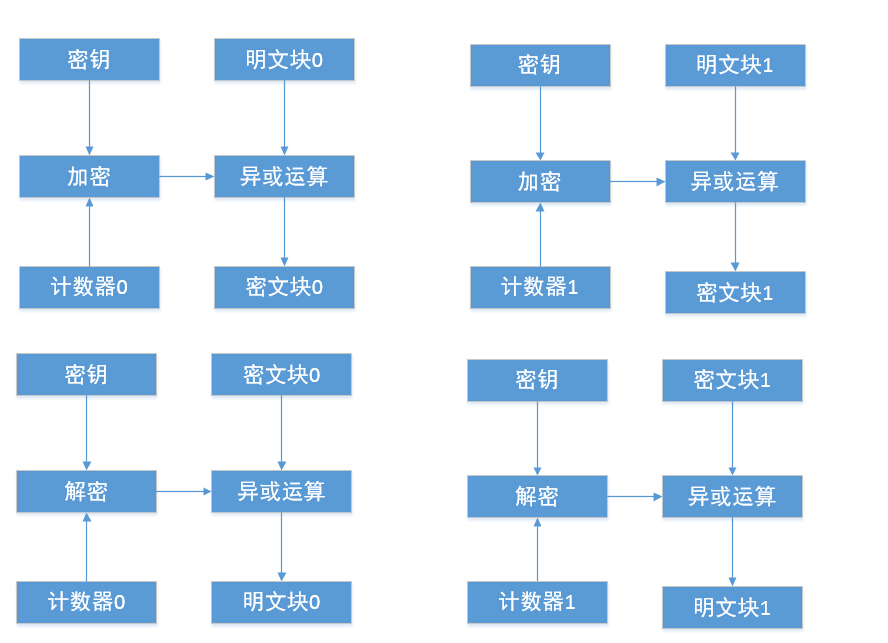 密钥
明文块0
密钥
明文块1
加密
异或运算
加密
异或运算
计数器0
密文块0
计数器1
密文块1
密钥
密文块0
密钥
密文块1
解密
异或运算
解密
异或运算
计数器0
明文块0
计数器1
明文块1